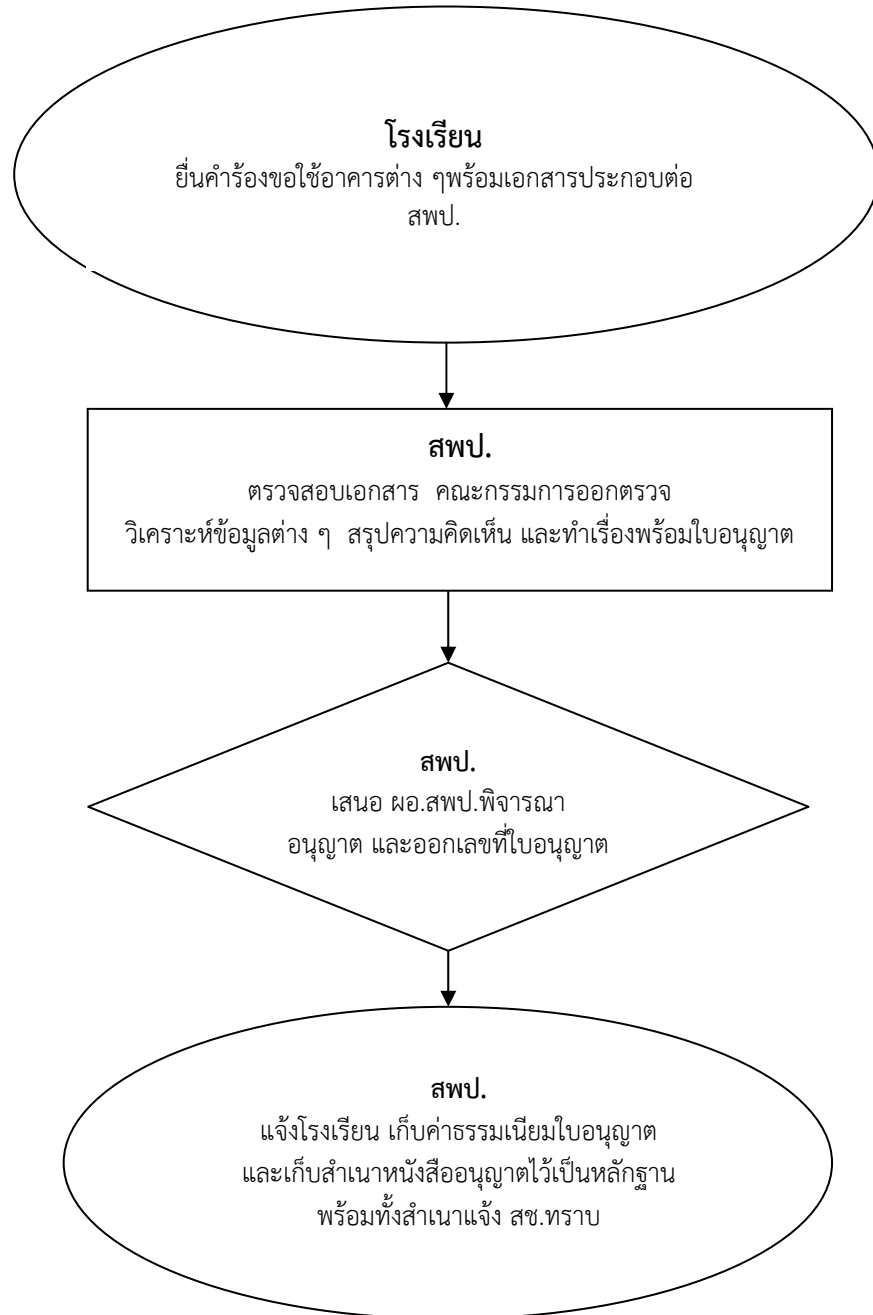 โรงเรียน
ยื่นคำร้องขอใช้อาคารต่าง ๆพร้อมเอกสารประกอบต่อ
สพป.
สพป.
ตรวจสอบเอกสาร คณะกรรมการออกตรวจ
วิเคราะห์ข้อมูลต่าง ๆ สรุปความคิดเห็น และทำเรื่องพร้อมใบอนุญาต
สพป.
เสนอ ผอ.สพป.พิจารณา
อนุญาต และออกเลขที่ใบอนุญาต
สพป.
แจ้งโรงเรียน เก็บค่าธรรมเนียมใบอนุญาต
และเก็บสำเนาหนังสืออนุญาตไว้เป็นหลักฐาน
พร้อมทั้งสำเนาแจ้ง สช.ทราบ